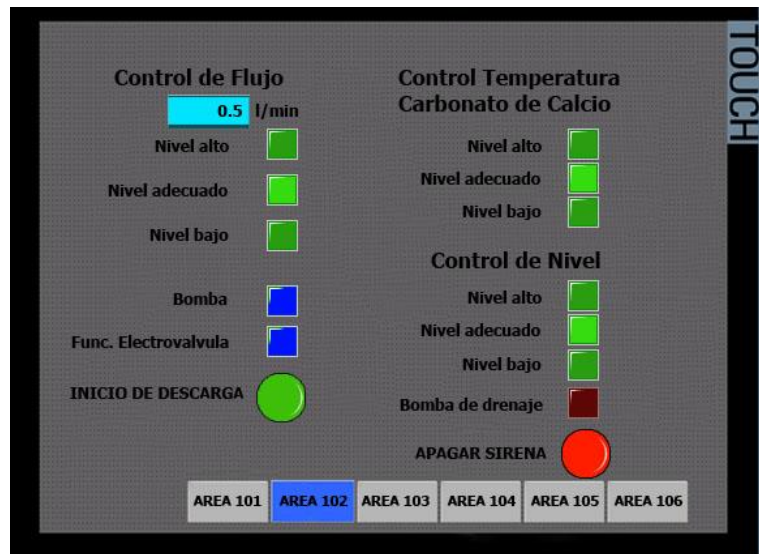 TOUCH
Control de Flujo
0.5 l/min
Nivel alto
Nivel adecuado
Nivel bajo
Bomba
Func. Electrovalvula
INICIO DE DESCARGA
Control Temperatura
Carbonato de Calcio
Nivel alto
Nivel adecuado
Nivel bajo
Control de Nivel
Nivel alto
Nivel adecuado
Nivel bajo
Bomba de drenaje
APAGAR SIRENA
AREA 101 AREA 102 AREA 103 AREA 104 AREA 105 AREA 106